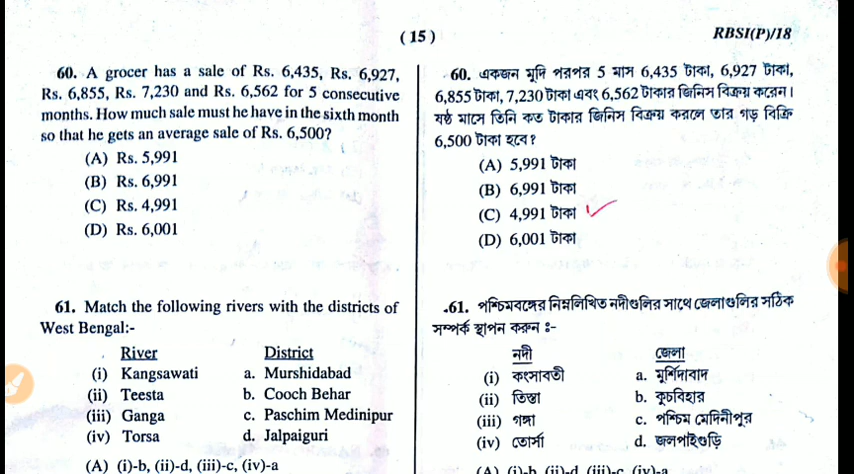 ( 15 )
RBSI(P)/18
60. A grocer has a sale of Rs. 6,435, Rs. 6,927,
Rs. 6,855, Rs. 7,230 and Rs. 6,562 for 5 consecutive
months. How much sale must he have in the sixth month
so that he gets an average sale of Rs. 6,500?
(A) Rs. 5,991
(B) Rs. 6,991
(C) Rs. 4,991
(D) Rs. 6,001
61. Match the following rivers with the districts of
West Bengal:-
River District
(i) Kangsawati a. Murshidabad
(ii) Teesta b. Cooch Behar
(iii) Ganga c. Paschim Medinipur
(iv) Torsa d. Jalpaiguri
(A) (i)-b, (ii)-d, (iii)-c, (iv)-a
60. একজন মুদি পরপর 5 মাস 6,435 টাকা, 6,927 টাকা,
6,855 টাকা, 7,230 টাকা এবং 6,562 টাকার জিনিস বিক্রয় করেন।
ষষ্ঠ মাসে তিনি কত টাকার জিনিস বিক্রয় করলে তার গড় বিক্রি
6,500 টাকা হবে ?
(A) 5,991 টাকা
(B) 6,991 টাকা
(C) 4,991 টাকা
(D) 6,001 টাকা
61. পশ্চিমবঙ্গের নিম্নলিখিত নদীগুলির সাথে জেলাগুলির সঠিক
সম্পর্ক স্থাপন করুন ঃ-
নদী জেলা
(i) কংসাবতী a. মুর্শিদাবাদ
(ii) তিস্তা b. কুচবিহার
(iii) গঙ্গা c. পশ্চিম মেদিনীপুর
(iv) তোর্সা d. জলপাইগুড়ি
(A) (i)-b, (ii)-d, (iii)-c, (iv)-a